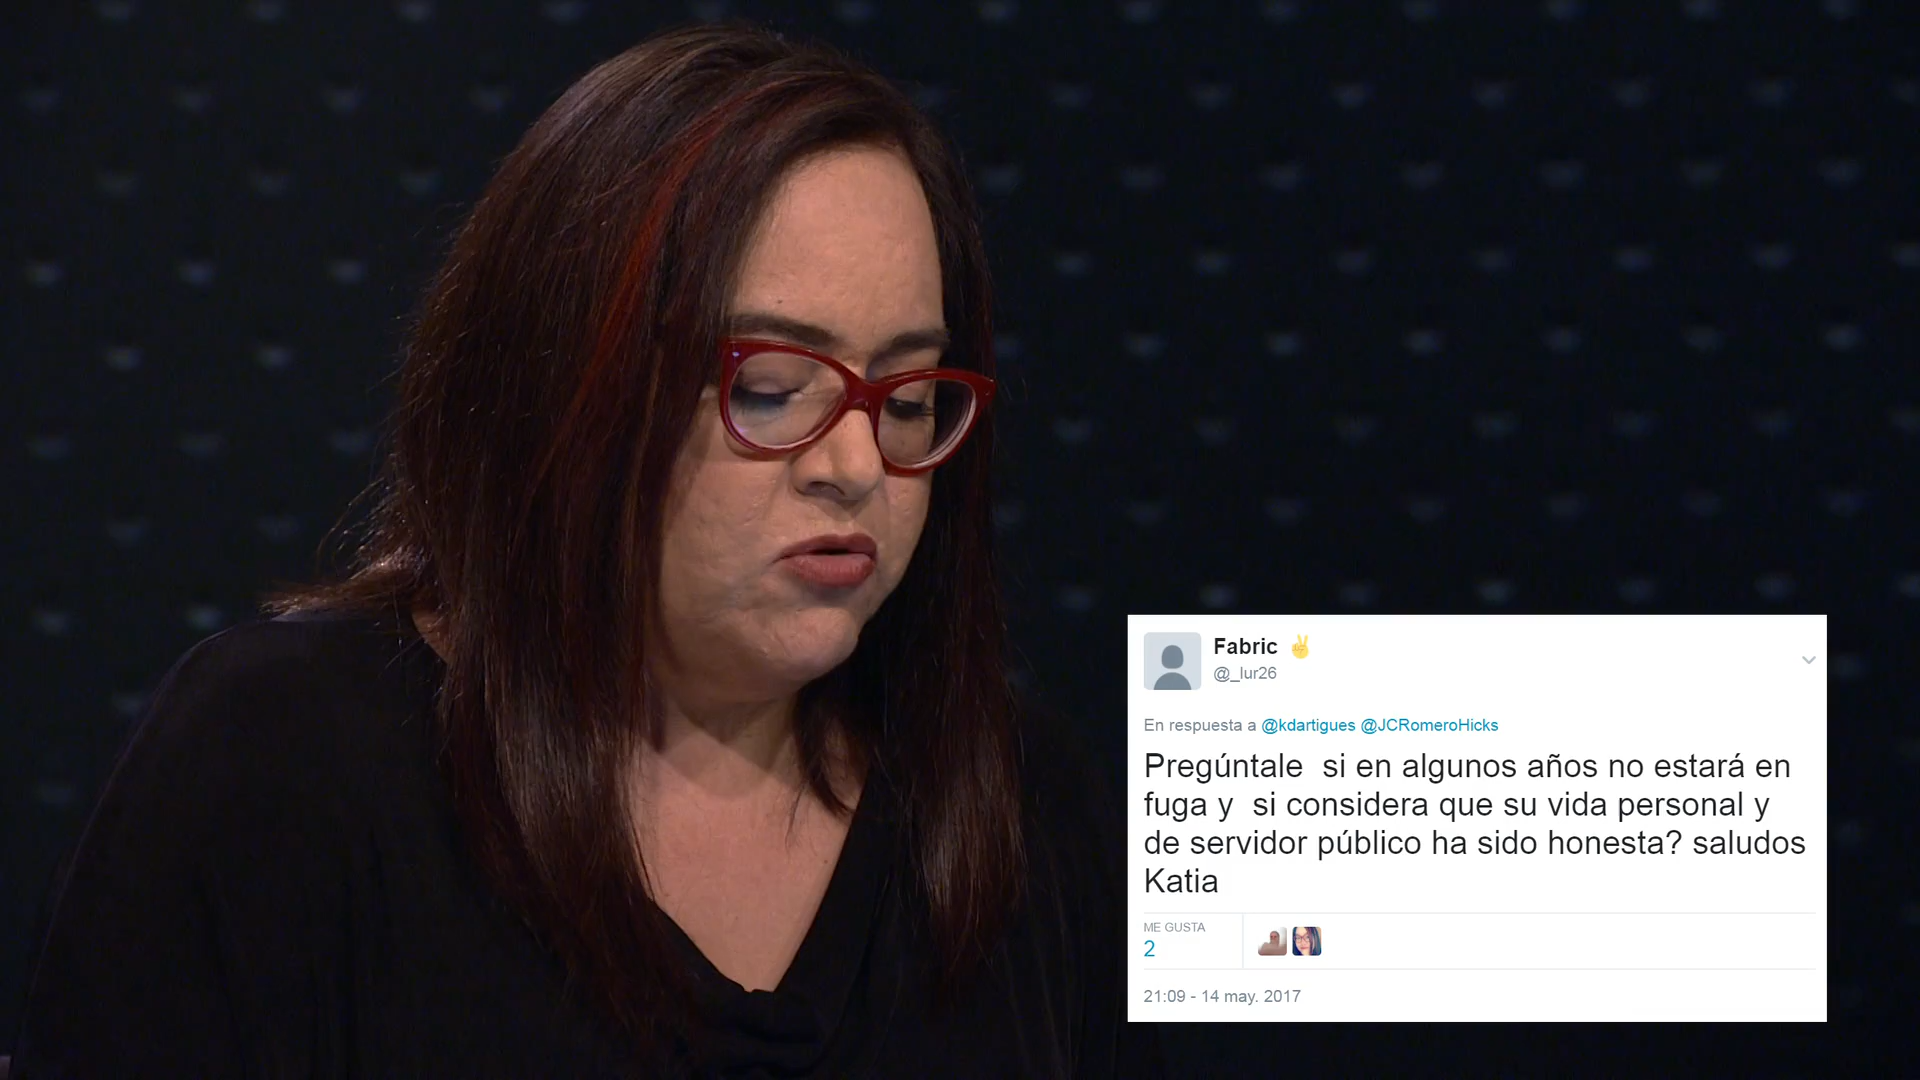 Fabric ✌
@_lur26
En respuesta a @kdartigues @JCRomeroHicks
Pregúntale  si en algunos años no estará en
fuga y  si considera que su vida personal y
de servidor público ha sido honesta? saludos
Katia
ME GUSTA
2
21:09 - 14 may. 2017